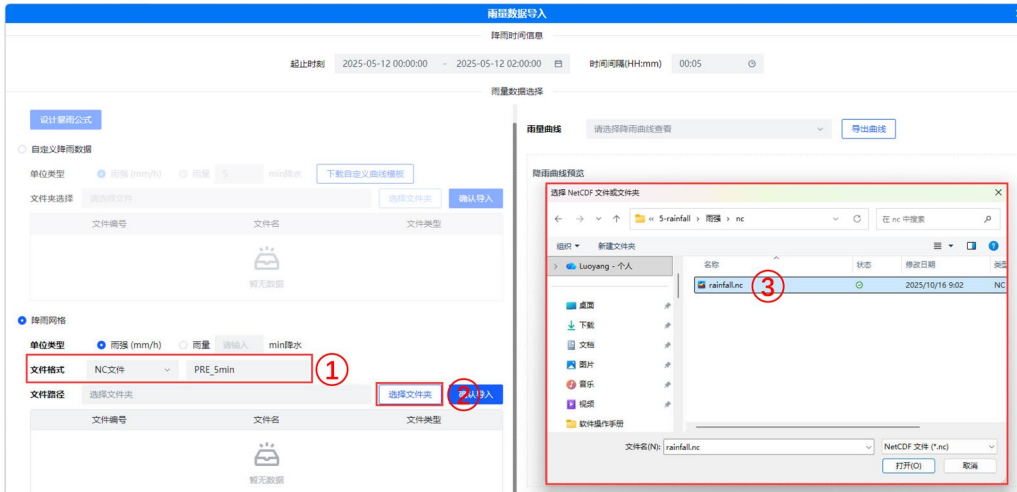 雨量数据导入
降雨时间信息
起止时刻 2025-05-12 00:00:00 - 2025-05-12 02:00:00 时间间隔(HH:mm) 00:05
雨量数据选择
设计暴雨公式
雨量曲线 请选择降雨曲线查看 导出曲线
自定义降雨数据
单位类型 雨强 (mm/h) 雨量 5 min降水 下载自定义曲线模板
文件夹选择 请选择文件 选择文件夹 确认导入
文件编号 文件名 文件类型
暂无数据
降雨网格
单位类型 雨强 (mm/h) 雨量 请输入 min降水
文件格式 NC文件 PRE_5min ①
文件路径 选择文件夹 选择文件夹 ② 确认导入
文件编号 文件名 文件类型
暂无数据
降雨曲线预览
选择 NetCDF 文件或文件夹
« 5-rainfall › 雨强 › nc 在 nc 中搜索
组织 新建文件夹
Luoyang - 个人
名称 状态 修改日期 类型
rainfall.nc ③ 2025/10/16 9:02 NC
桌面
下载
文档
图片
音乐
视频
软件操作手册
文件名(N): rainfall.nc NetCDF 文件 (*.nc)
打开(O) 取消